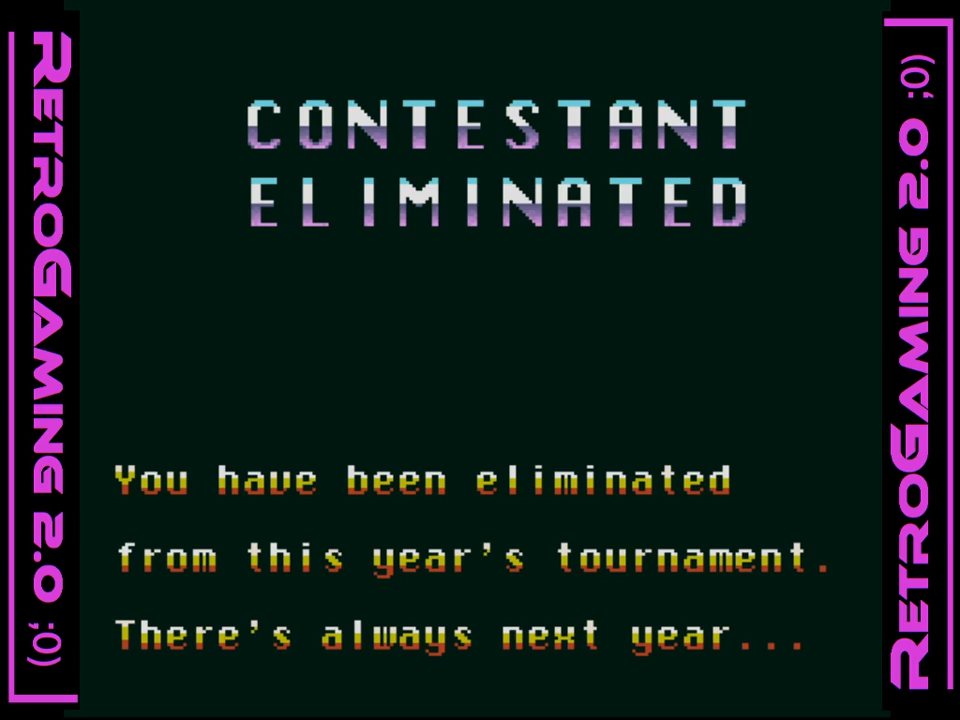 RETROGAMING 2.0 ;0)
CONTESTANT
ELIMINATED
You have been eliminated
from this year's tournament.
There's always next year...
RETROGAMING 2.0 ;0)